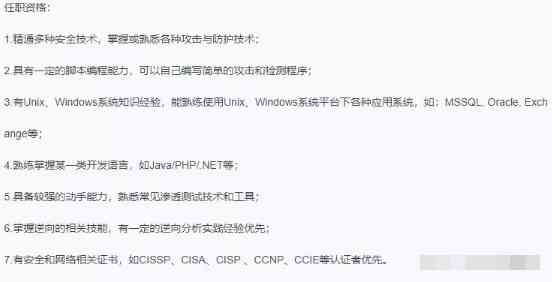 任职资格：
1.精通多种安全技术，掌握或熟悉各种攻击与防护技术；
2.具有一定的脚本编程能力，可以自己编写简单的攻击和检测程序；
3.有Unix、Windows系统知识经验，能熟练使用Unix、Windows系统平台下各种应用系统，如：MSSQL, Oracle, Exch
ange等；
4.熟练掌握某一类开发语言，如Java/PHP/.NET等；
5.具备较强的动手能力，熟悉常见渗透测试技术和工具；
6.掌握逆向的相关技能，有一定的逆向分析实践经验优先；
7.有安全和网络相关证书，如CISSP、CISA、CISP 、CCNP、CCIE等认证者优先。